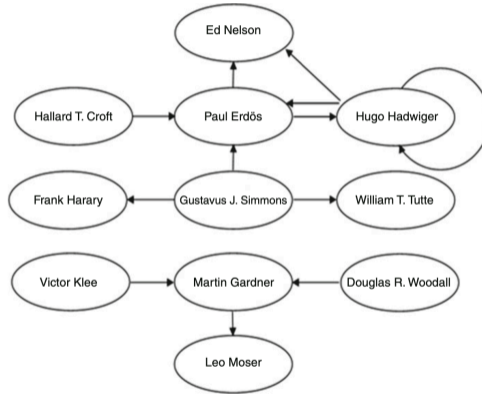 Ed Nelson
Hallard T. Croft
Paul Erdös
Hugo Hadwiger
Frank Harary
Gustavus J. Simmons
William T. Tutte
Victor Klee
Martin Gardner
Douglas R. Woodall
Leo Moser